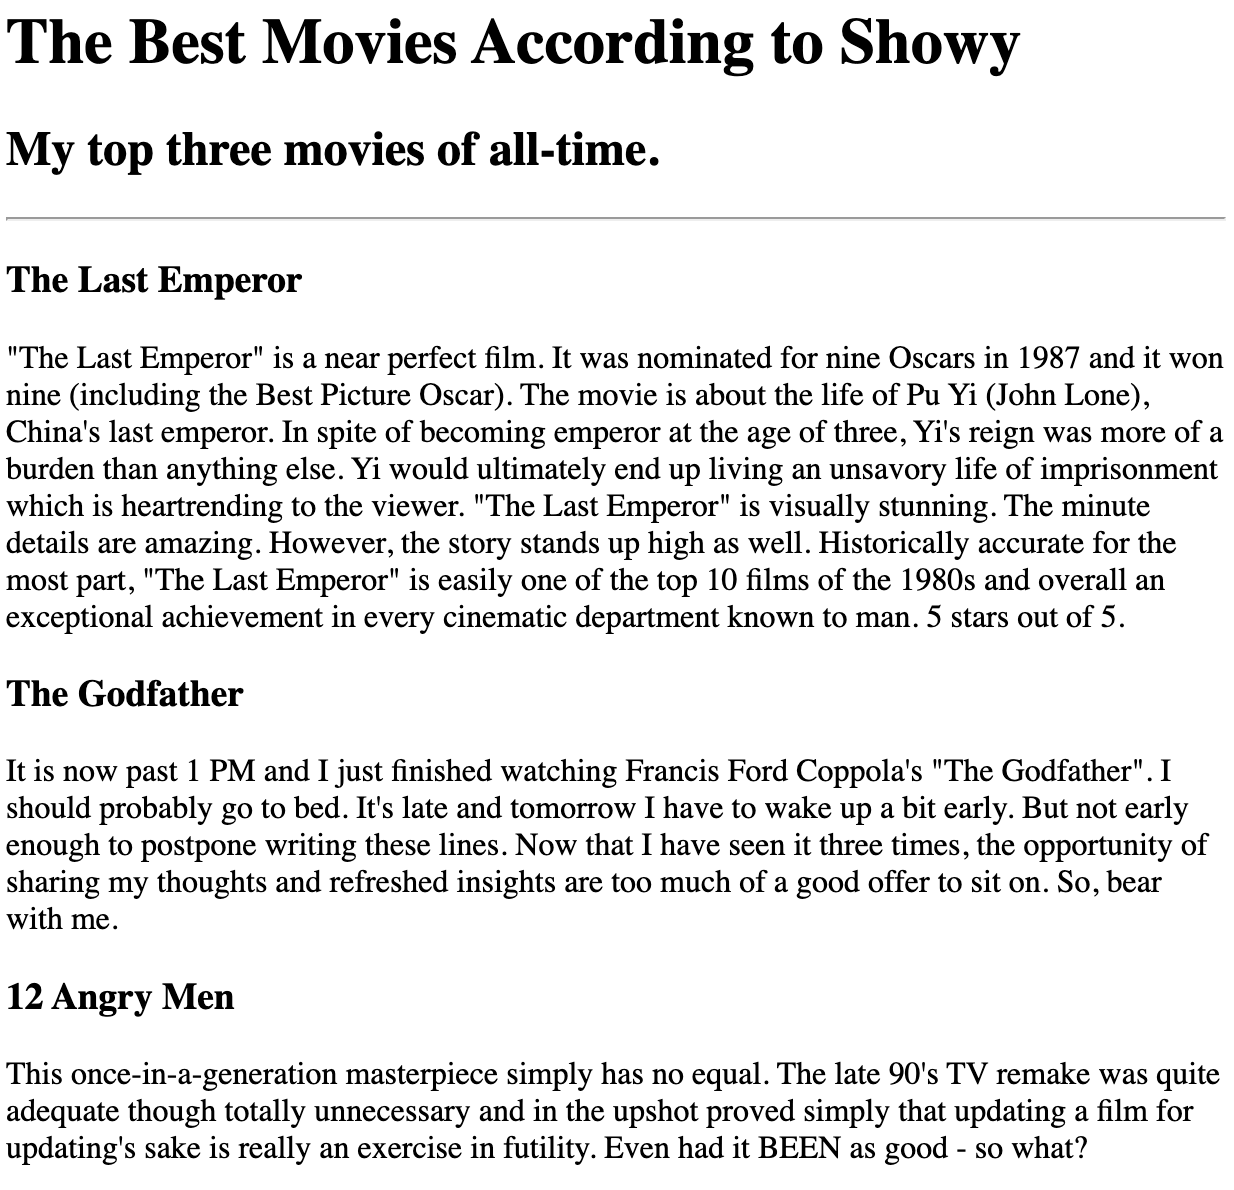 The Best Movies According to Showy
My top three movies of all-time.
The Last Emperor
"The Last Emperor" is a near perfect film. It was nominated for nine Oscars in 1987 and it won
nine (including the Best Picture Oscar). The movie is about the life of Pu Yi (John Lone),
China's last emperor. In spite of becoming emperor at the age of three, Yi's reign was more of a
burden than anything else. Yi would ultimately end up living an unsavory life of imprisonment
which is heartrending to the viewer. "The Last Emperor" is visually stunning. The minute
details are amazing. However, the story stands up high as well. Historically accurate for the
most part, "The Last Emperor" is easily one of the top 10 films of the 1980s and overall an
exceptional achievement in every cinematic department known to man. 5 stars out of 5.
The Godfather
It is now past 1 PM and I just finished watching Francis Ford Coppola's "The Godfather". I
should probably go to bed. It's late and tomorrow I have to wake up a bit early. But not early
enough to postpone writing these lines. Now that I have seen it three times, the opportunity of
sharing my thoughts and refreshed insights are too much of a good offer to sit on. So, bear
with me.
12 Angry Men
This once-in-a-generation masterpiece simply has no equal. The late 90's TV remake was quite
adequate though totally unnecessary and in the upshot proved simply that updating a film for
updating's sake is really an exercise in futility. Even had it BEEN as good - so what?